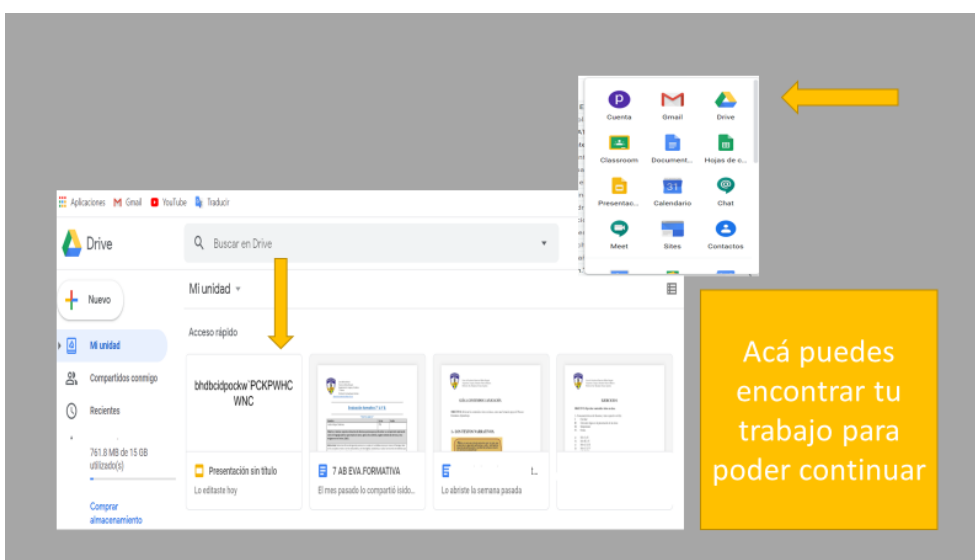 Cuenta Gmail Drive
Classroom Document... Hojas de c...
Presentac... Calendario Chat
Meet Sites Contactos
Aplicaciones Gmail YouTube Traducir
Drive
Buscar en Drive
Nuevo
Mi unidad
Compartidos conmigo
Recientes
761.8 MB de 15 GB
utilizado(s)
Comprar
almacenamiento
Mi unidad
Acceso rápido
bhdbcidpockw`PCKPWHC
WNC
Presentación sin título
Lo editaste hoy
7 AB EVA.FORMATIVA
El mes pasado lo compartió isido...
Lo abriste la semana pasada
Acá puedes
encontrar tu
trabajo para
poder continuar